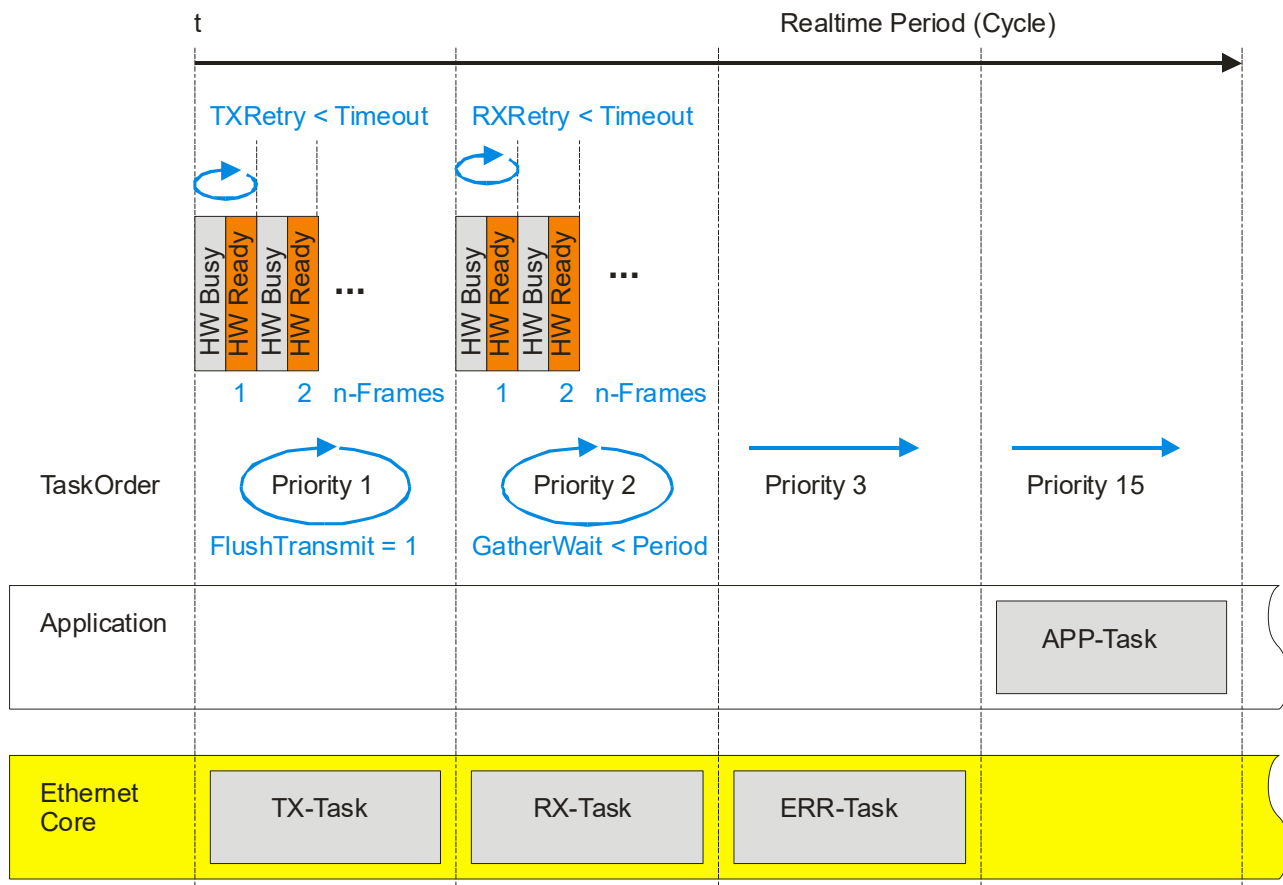 t
Realtime Period (Cycle)
TXRetry < Timeout
RXRetry < Timeout
HW Busy
HW Ready
HW Busy
HW Ready
...
HW Busy
HW Ready
HW Busy
HW Ready
...
1 2 n-Frames
1 2 n-Frames
TaskOrder
Priority 1
Priority 2
Priority 3
Priority 15
FlushTransmit = 1
GatherWait < Period
Application
APP-Task
Ethernet
Core
TX-Task
RX-Task
ERR-Task